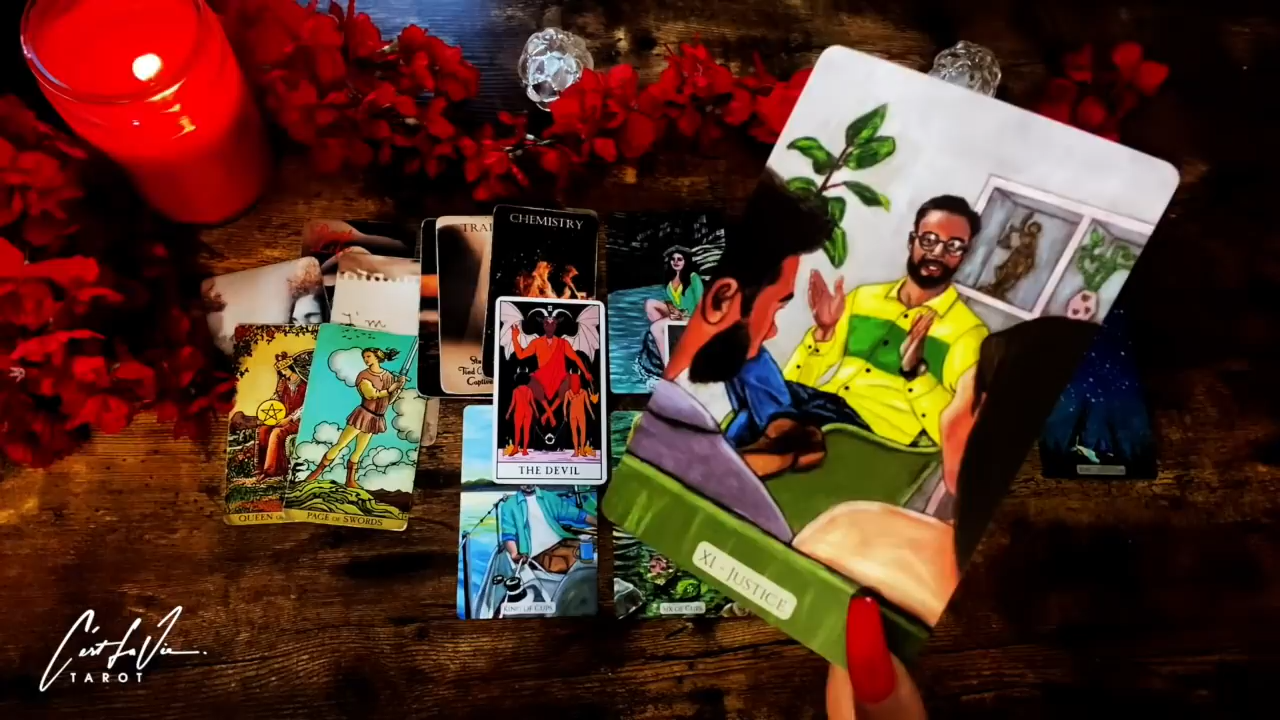 CHEMISTRY
I'm
THE DEVIL
QUEEN
PAGE OF SWORDS
KING OF CUPS
SIX OF CUPS
XI - JUSTICE
C'est La Vie
TAROT